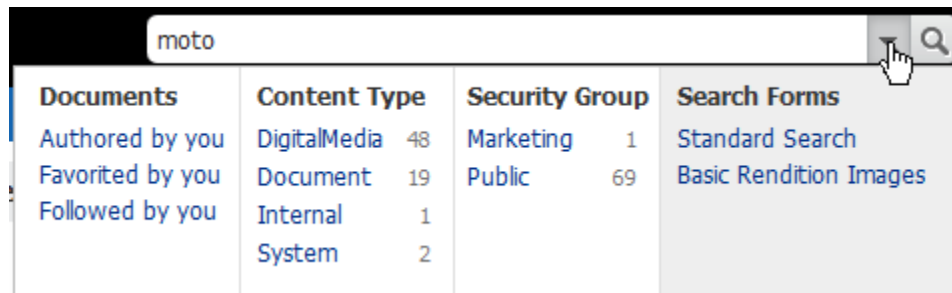 moto
Documents
Authored by you
Favorited by you
Followed by you
Content Type
DigitalMedia 48
Document 19
Internal 1
System 2
Security Group
Marketing 1
Public 69
Search Forms
Standard Search
Basic Rendition Images